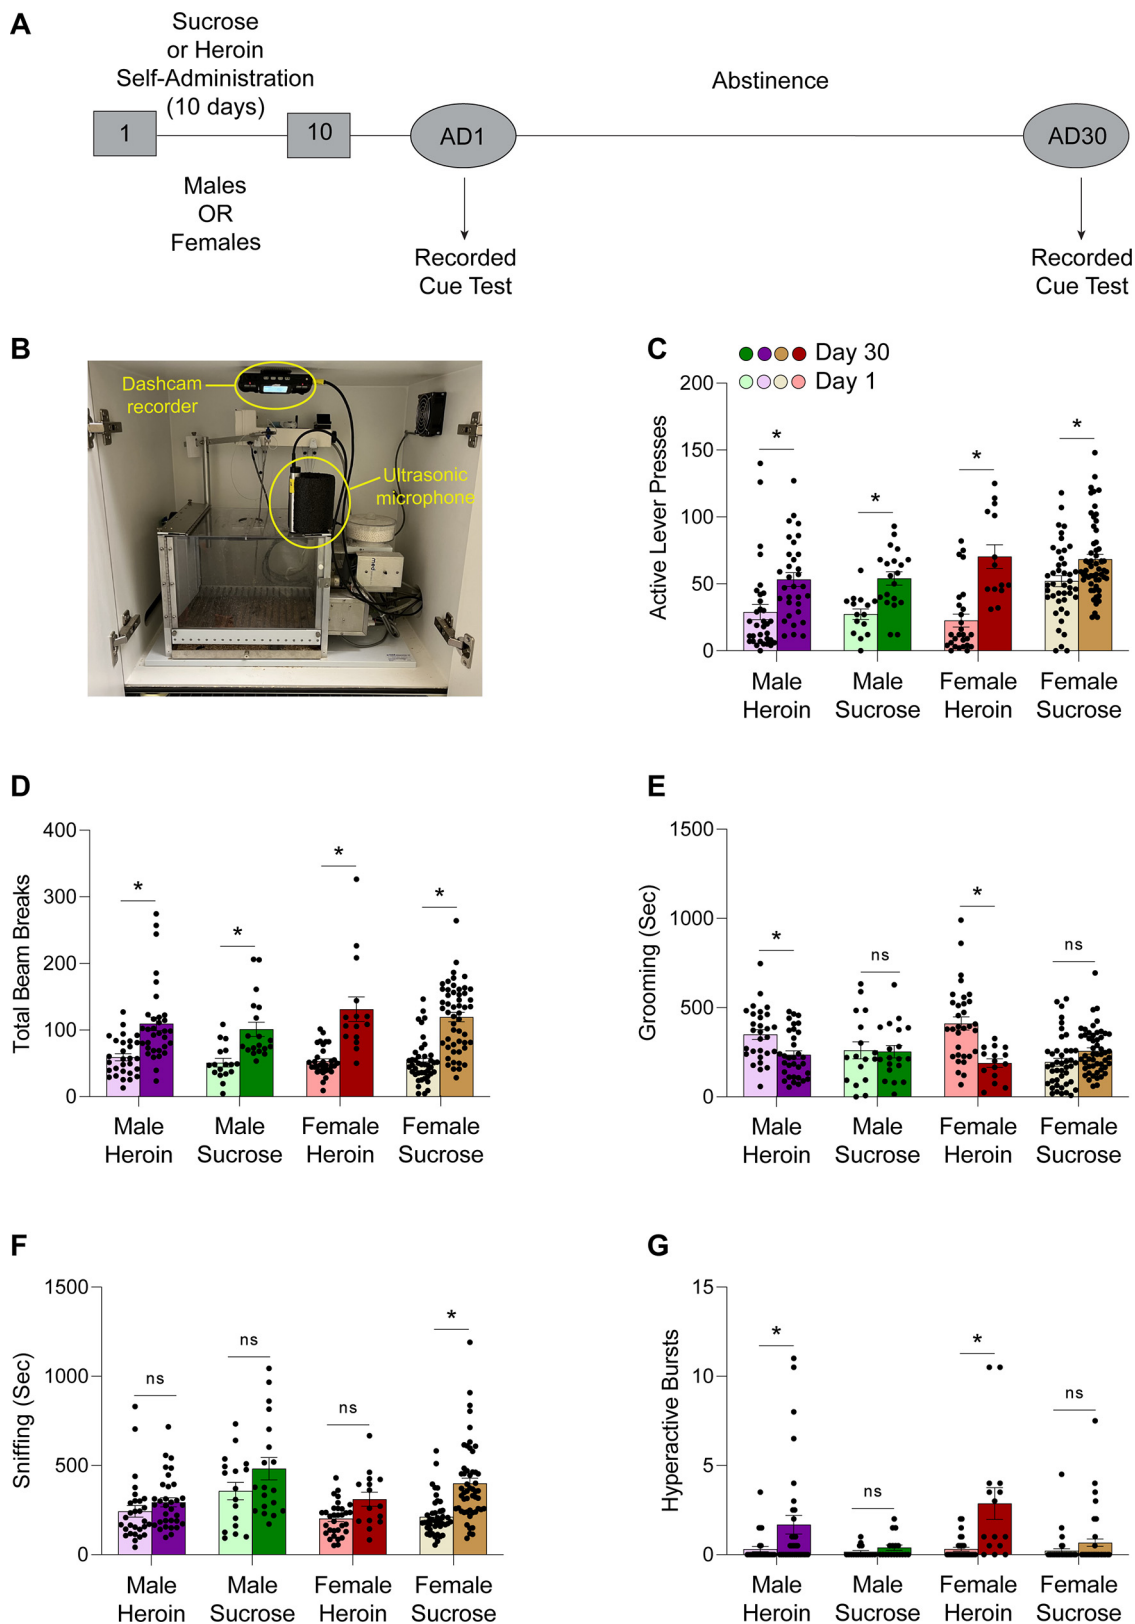 A
Sucrose
or Heroin
Self-Administration
(10 days)
1
10
AD1
Abstinence
AD30
Males
OR
Females
Recorded
Cue Test
Recorded
Cue Test
B
Dashcam
recorder
Ultrasonic
microphone
C
Day 30
Day 1
Active Lever Presses
200
150
100
50
0
*
*
*
*
Male
Heroin
Male
Sucrose
Female
Heroin
Female
Sucrose
D
Total Beam Breaks
400
300
200
100
0
*
*
*
*
Male
Heroin
Male
Sucrose
Female
Heroin
Female
Sucrose
E
Grooming (Sec)
1500
1000
500
0
*
ns
*
ns
Male
Heroin
Male
Sucrose
Female
Heroin
Female
Sucrose
F
Sniffing (Sec)
1500
1000
500
0
ns
ns
ns
*
Male
Heroin
Male
Sucrose
Female
Heroin
Female
Sucrose
G
Hyperactive Bursts
15
10
5
0
*
ns
*
ns
Male
Heroin
Male
Sucrose
Female
Heroin
Female
Sucrose